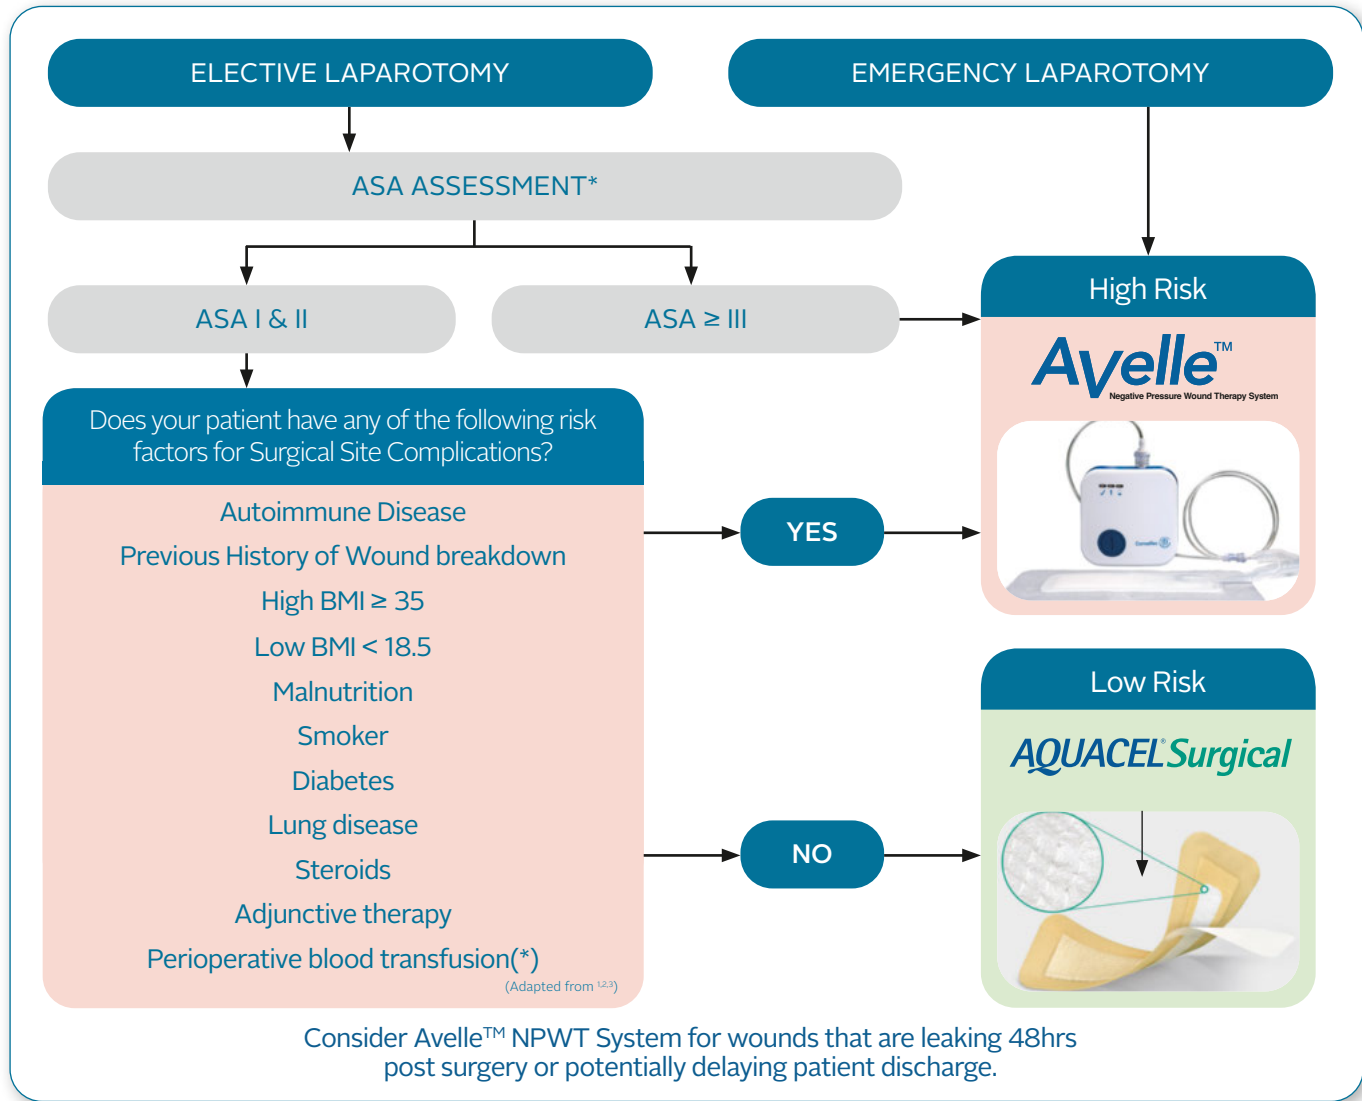 ELECTIVE LAPAROTOMY
EMERGENCY LAPAROTOMY
ASA ASSESSMENT*
ASA I & II
ASA ≥ III
High Risk
Avelle™
Negative Pressure Wound Therapy System
Does your patient have any of the following risk
factors for Surgical Site Complications?
Autoimmune Disease
Previous History of Wound breakdown
High BMI ≥ 35
Low BMI < 18.5
Malnutrition
Smoker
Diabetes
Lung disease
Steroids
Adjunctive therapy
Perioperative blood transfusion(*)
(Adapted from 1,2,3)
YES
NO
Low Risk
AQUACEL® Surgical
Consider Avelle™ NPWT System for wounds that are leaking 48hrs
post surgery or potentially delaying patient discharge.